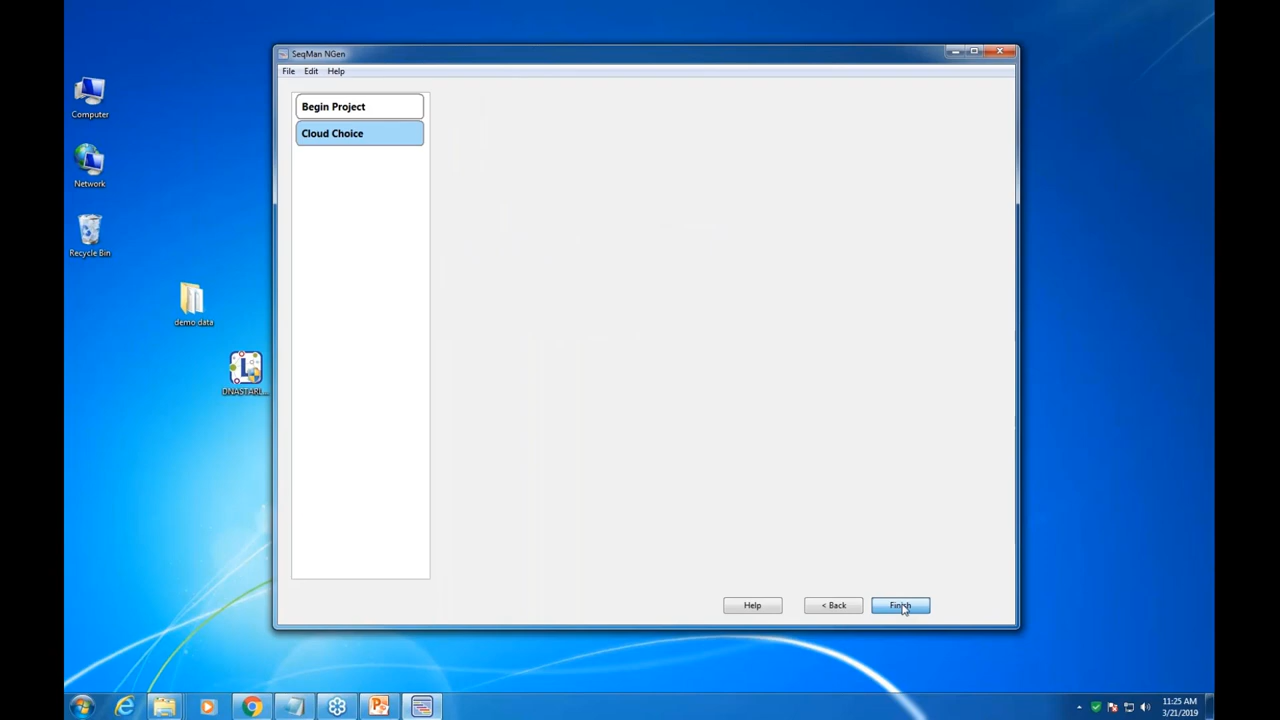 SeqMan NGen
File Edit Help
Begin Project
Cloud Choice
Computer
Network
Recycle Bin
demo data
DNASTARL...
Help
< Back
Finish
11:25 AM
3/21/2019